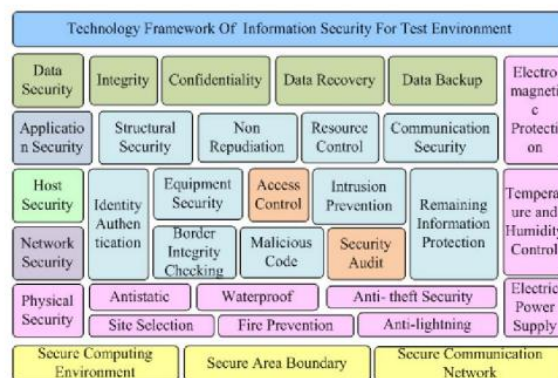 Technology Framework Of Information Security For Test Environment
Data
Security
Integrity
Confidentiality
Data Recovery
Data Backup
Electro
magneti
c
Protecti
on
Applicatio
n Security
Structural
Security
Non
Repudiation
Resource
Control
Communication
Security
Host
Security
Identity
Authen
tication
Equipment
Security
Access
Control
Intrusion
Prevention
Remaining
Information
Protection
Tempera
ture and
Humidity
Control
Network
Security
Border
Integrity
Checking
Malicious
Code
Security
Audit
Physical
Security
Antistatic
Waterproof
Anti- theft Security
Electric
Power
Supply
Site Selection
Fire Prevention
Anti-lightning
Secure Computing
Environment
Secure Area Boundary
Secure Communication
Network